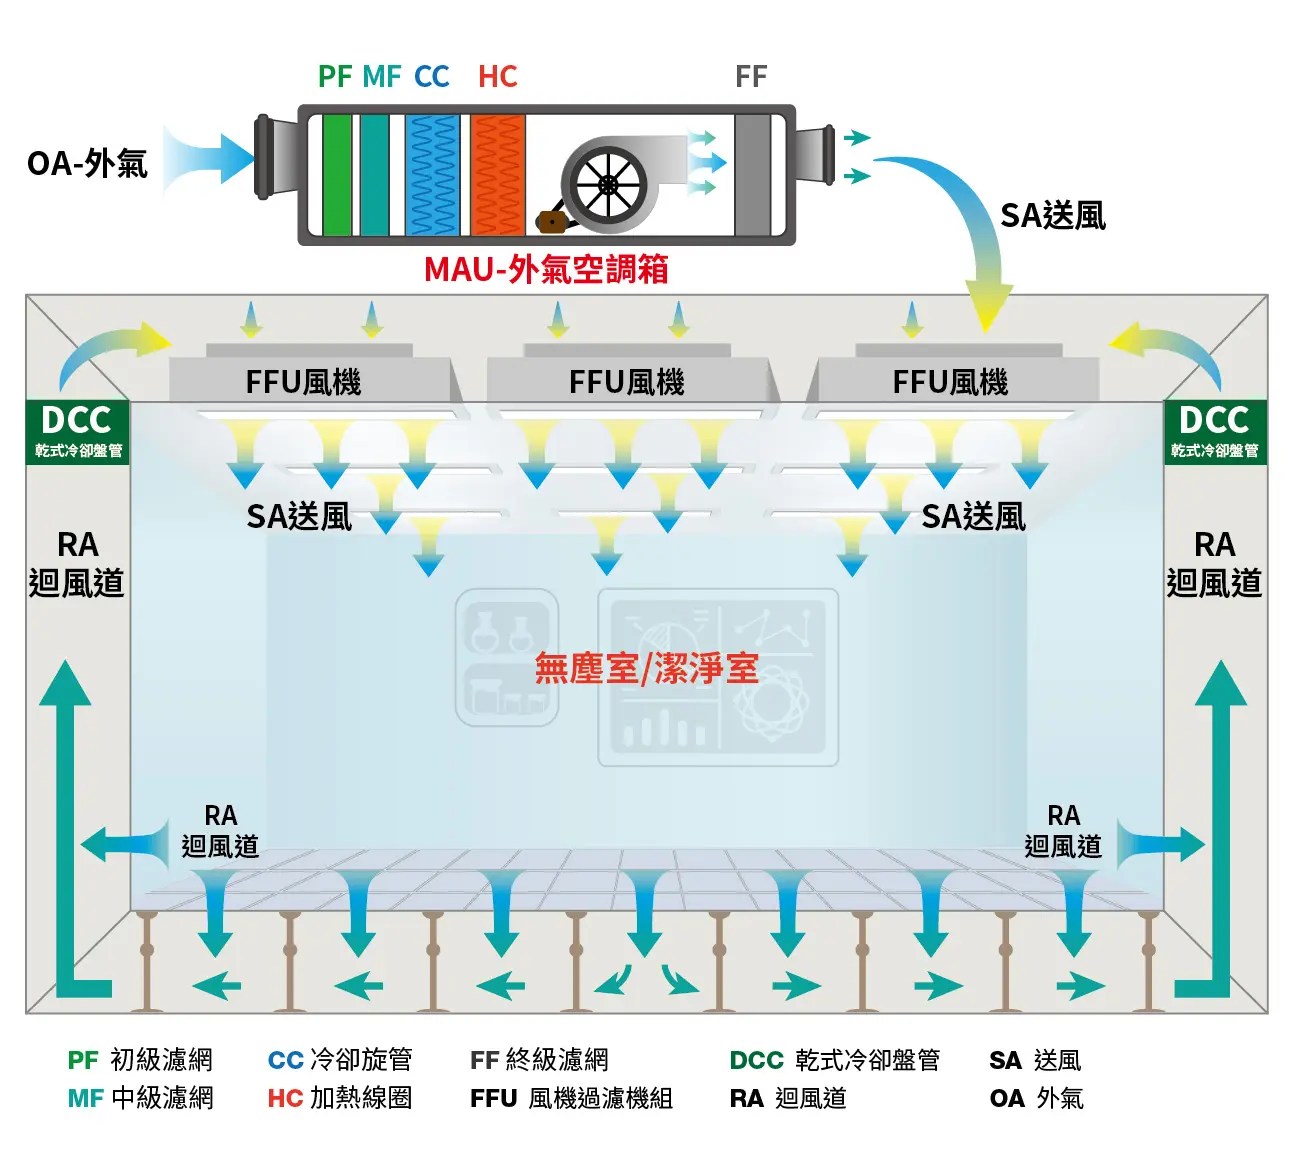 PF MF CC HC FF
OA-外氣
SA送風
MAU-外氣空調箱
FFU風機 FFU風機 FFU風機
DCC
乾式冷卻盤管
DCC
乾式冷卻盤管
SA送風 SA送風
RA
迴風道
RA
迴風道
無塵室/潔淨室
RA
迴風道
RA
迴風道
PF 初級濾網 CC 冷卻旋管 FF 終級濾網 DCC 乾式冷卻盤管 SA 送風
MF 中級濾網 HC 加熱線圈 FFU 風機過濾機組 RA 迴風道 OA 外氣